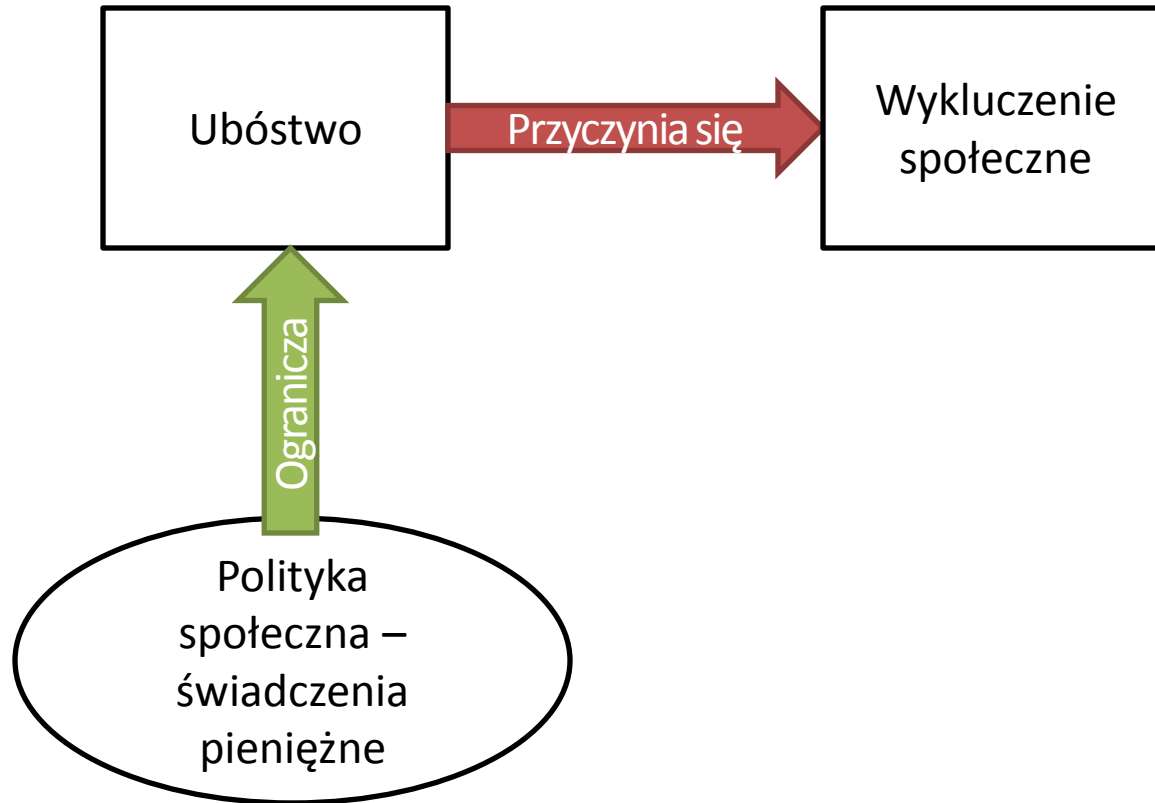 Ubóstwo
Przyczynia się
Wykluczenie
społeczne
Ogranicza
Polityka
społeczna –
świadczenia
pieniężne